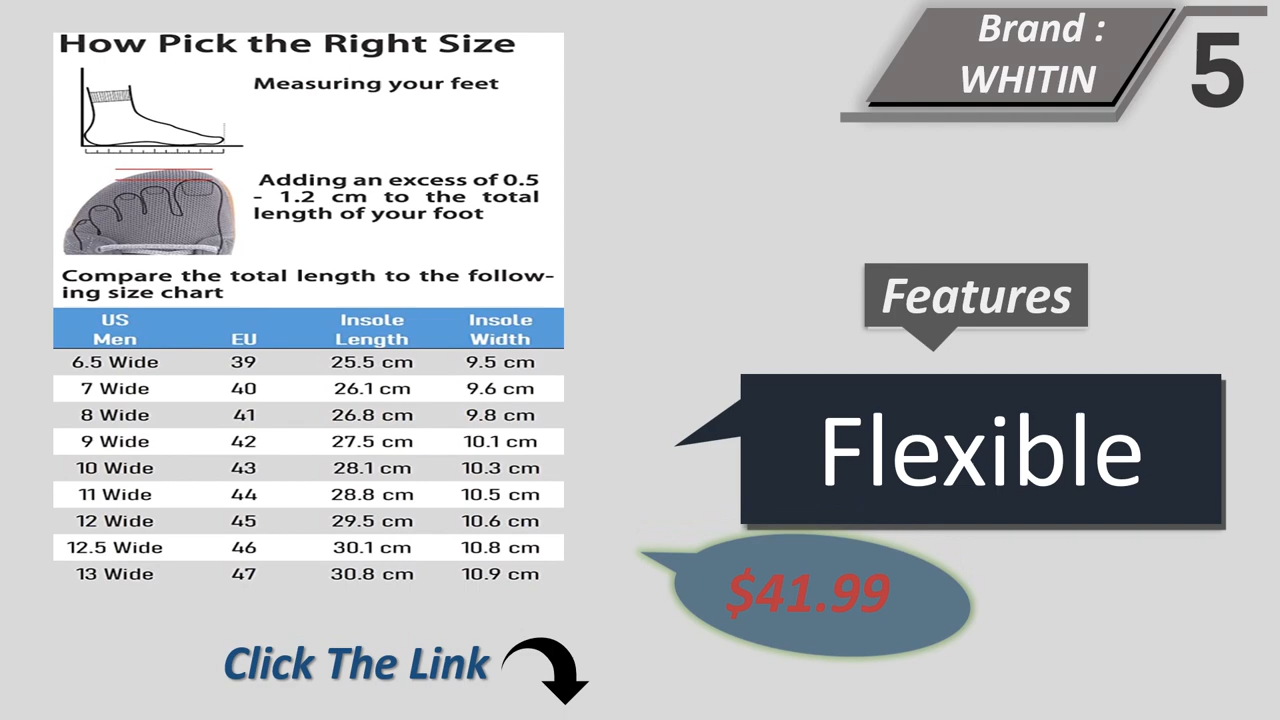 How Pick the Right Size
Measuring your feet
Adding an excess of 0.5
- 1.2 cm to the total
length of your foot
Compare the total length to the follow-
ing size chart
US Men EU Insole Length Insole Width
6.5 Wide 39 25.5 cm 9.5 cm
7 Wide 40 26.1 cm 9.6 cm
8 Wide 41 26.8 cm 9.8 cm
9 Wide 42 27.5 cm 10.1 cm
10 Wide 43 28.1 cm 10.3 cm
11 Wide 44 28.8 cm 10.5 cm
12 Wide 45 29.5 cm 10.6 cm
12.5 Wide 46 30.1 cm 10.8 cm
13 Wide 47 30.8 cm 10.9 cm
Click The Link
Brand :
WHITIN
5
Features
Flexible
$41.99